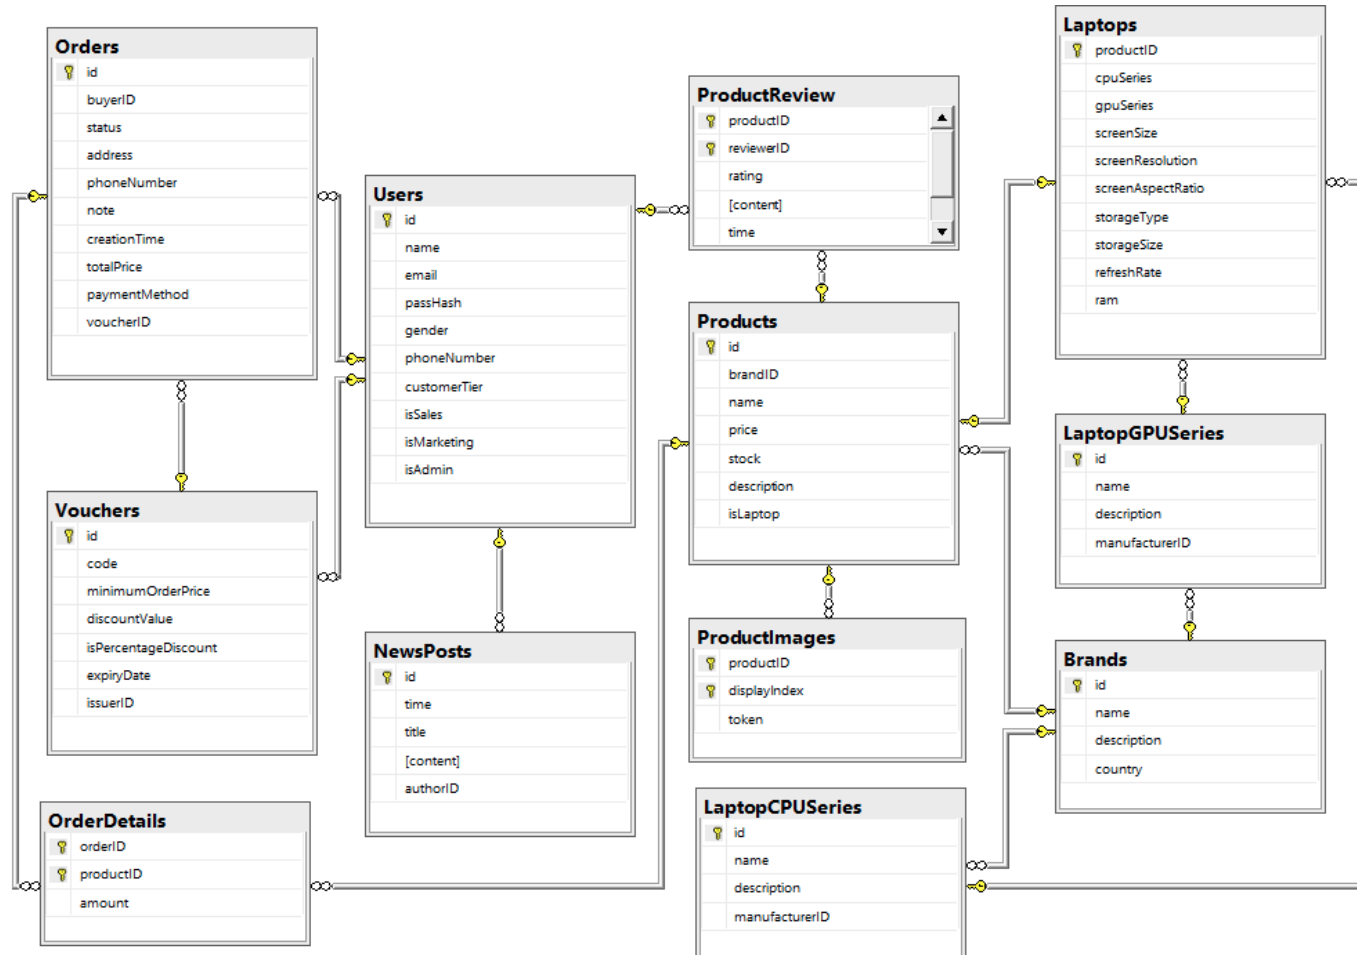 Orders
id
buyerID
status
address
phoneNumber
note
creationTime
totalPrice
paymentMethod
voucherID
Vouchers
id
code
minimumOrderPrice
discountValue
isPercentageDiscount
expiryDate
issuerID
OrderDetails
orderID
productID
amount
Users
id
name
email
passHash
gender
phoneNumber
customerTier
isSales
isMarketing
isAdmin
NewsPosts
id
time
title
[content]
authorID
ProductReview
productID
reviewerID
rating
[content]
time
Products
id
brandID
name
price
stock
description
isLaptop
ProductImages
productID
displayIndex
token
LaptopCPUSeries
id
name
description
manufacturerID
Laptops
productID
cpuSeries
gpuSeries
screenSize
screenResolution
screenAspectRatio
storageType
storageSize
refreshRate
ram
LaptopGPUSeries
id
name
description
manufacturerID
Brands
id
name
description
country